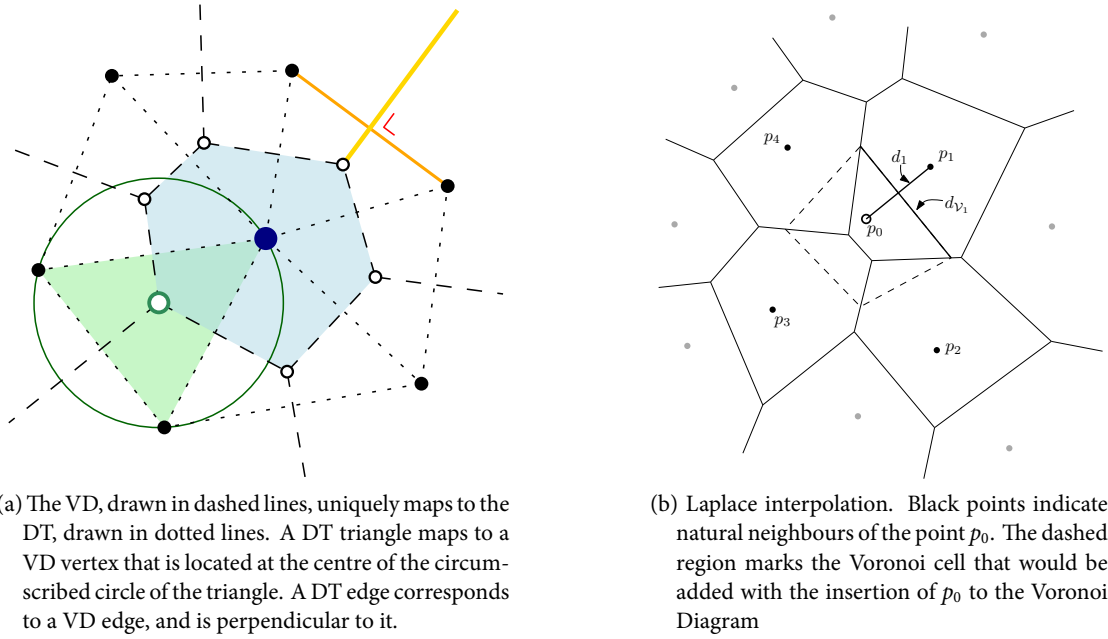 p4
d1
p1
dV1
p0
p3
p2
(a) The VD, drawn in dashed lines, uniquely maps to the
DT, drawn in dotted lines. A DT triangle maps to a
VD vertex that is located at the centre of the circum-
scribed circle of the triangle. A DT edge corresponds
to a VD edge, and is perpendicular to it.
(b) Laplace interpolation. Black points indicate
natural neighbours of the point p0. The dashed
region marks the Voronoi cell that would be
added with the insertion of p0 to the Voronoi
Diagram